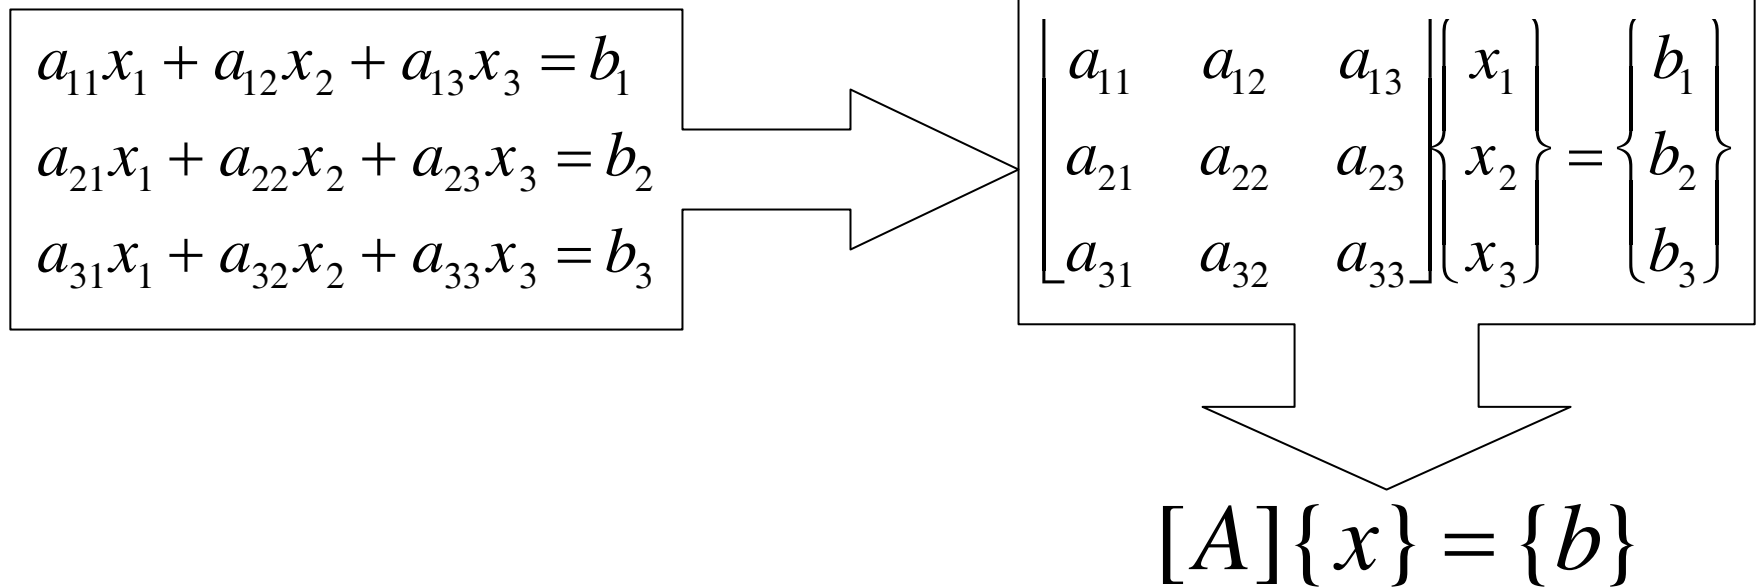 a₁₁x₁ + a₁₂x₂ + a₁₃x₃ = b₁
a₂₁x₁ + a₂₂x₂ + a₂₃x₃ = b₂
a₃₁x₁ + a₃₂x₂ + a₃₃x₃ = b₃
[a₁₁ a₁₂ a₁₃] {x₁} = {b₁}
[a₂₁ a₂₂ a₂₃] {x₂} = {b₂}
[a₃₁ a₃₂ a₃₃] {x₃} = {b₃}
[A]{x} = {b}